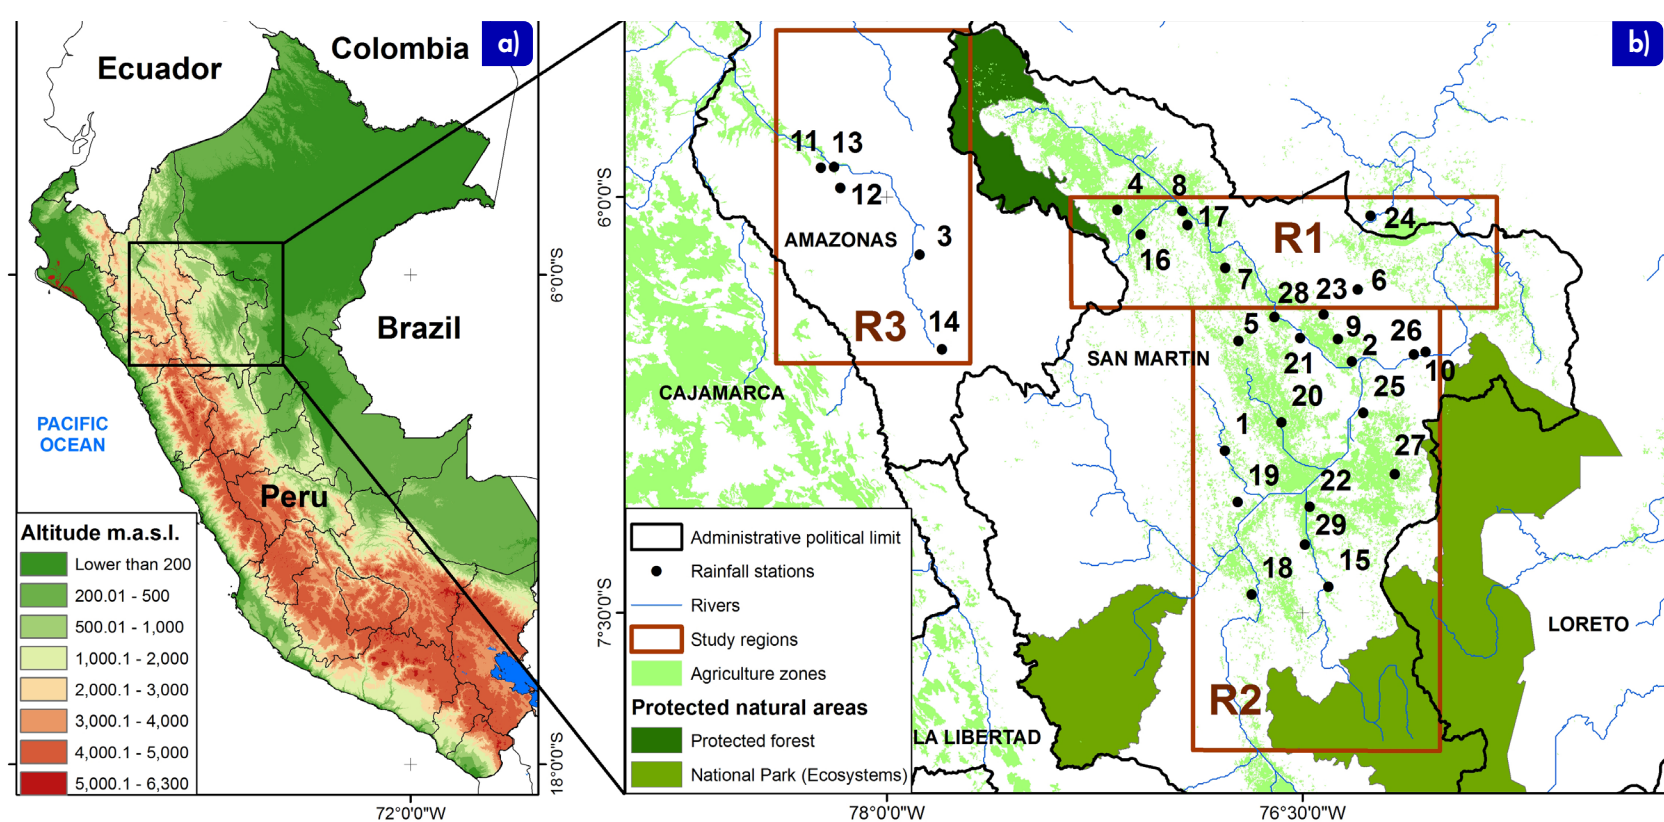 a)
Ecuador
Colombia
Brazil
PACIFIC
OCEAN
Peru
Altitude m.a.s.l.
Lower than 200
200.01 - 500
500.01 - 1,000
1,000.1 - 2,000
2,000.1 - 3,000
3,000.1 - 4,000
4,000.1 - 5,000
5,000.1 - 6,300
6°0'0"S
18°0'0"S
72°0'0"W
b)
11 13
12
AMAZONAS
3
14
R3
CAJAMARCA
4 8
17
16
R1
24
7
28 23 6
5
9
26
2
21
10
SAN MARTIN
25
20
1
27
19
22
29
18
15
LORETO
R2
LA LIBERTAD
Administrative political limit
Rainfall stations
Rivers
Study regions
Agriculture zones
Protected natural areas
Protected forest
National Park (Ecosystems)
6°0'0"S
7°30'0"S
78°0'0"W
76°30'0"W